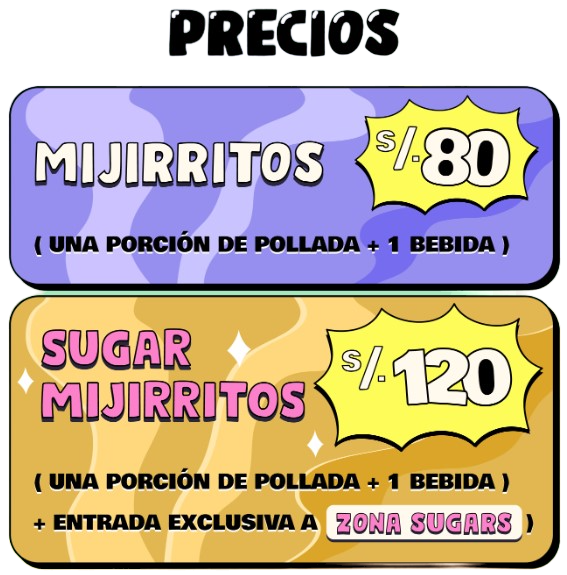 PRECIOS
MIJIRRITOS
S/.80
( UNA PORCIÓN DE POLLADA + 1 BEBIDA )
SUGAR
MIJIRRITOS
S/.120
( UNA PORCIÓN DE POLLADA + 1 BEBIDA )
+ ENTRADA EXCLUSIVA A ZONA SUGARS )